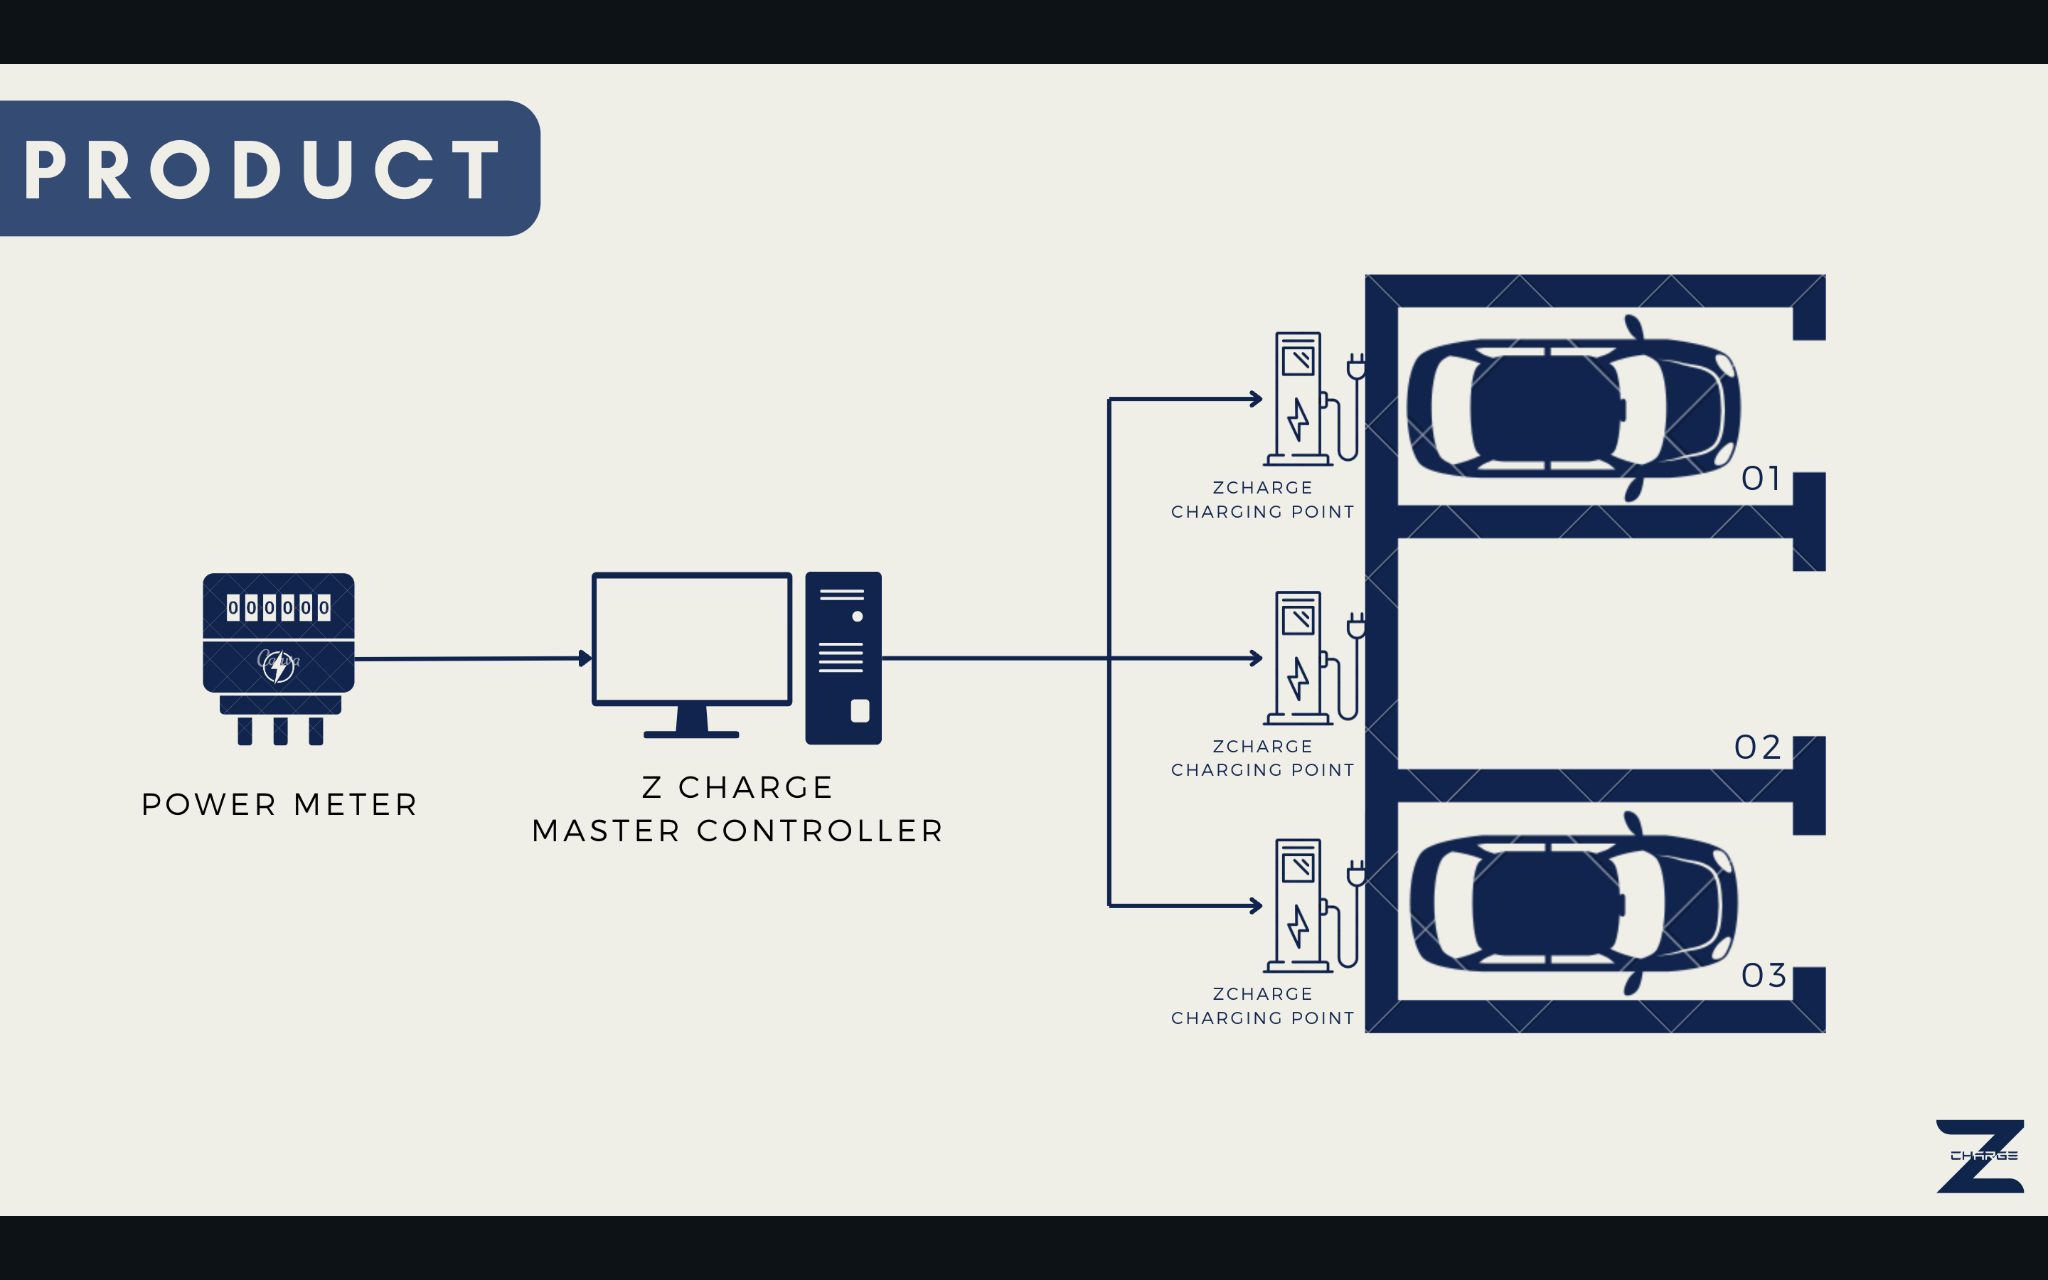 PRODUCT
000000
Canva
POWER METER
Z CHARGE
MASTER CONTROLLER
ZCHARGE
CHARGING POINT
01
ZCHARGE
CHARGING POINT
02
ZCHARGE
CHARGING POINT
03
Z
CHARGE